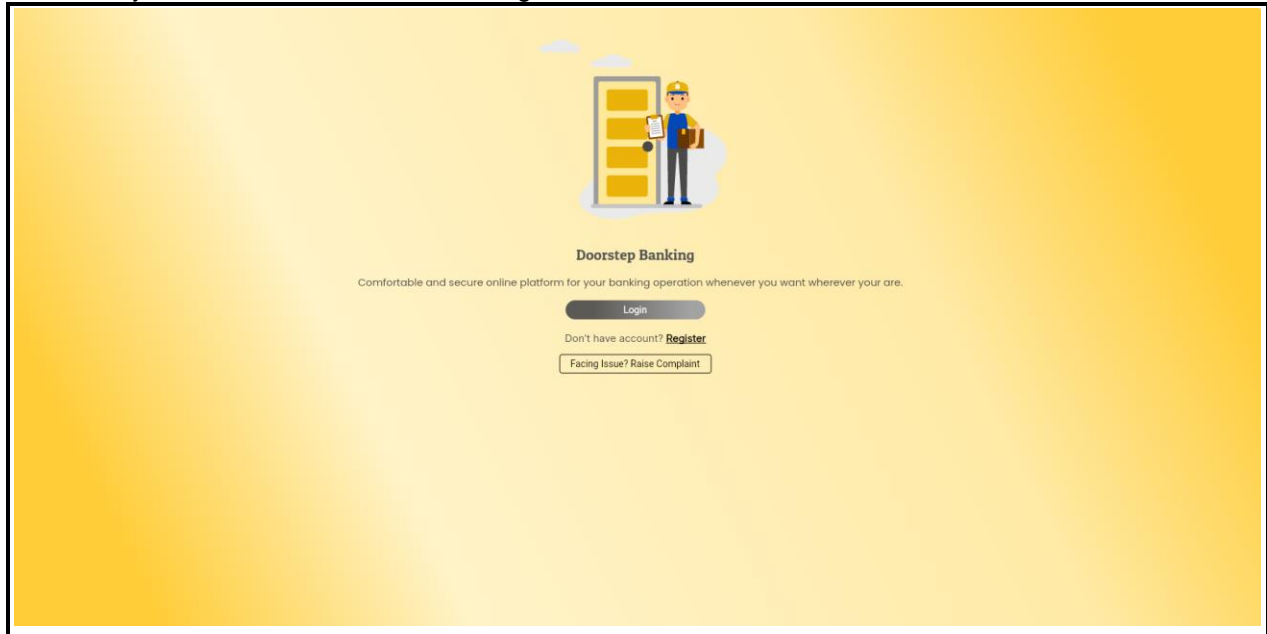 Doorstep Banking
Comfortable and secure online platform for your banking operation whenever you want wherever your are.
Login
Don't have account? Register
Facing Issue? Raise Complaint